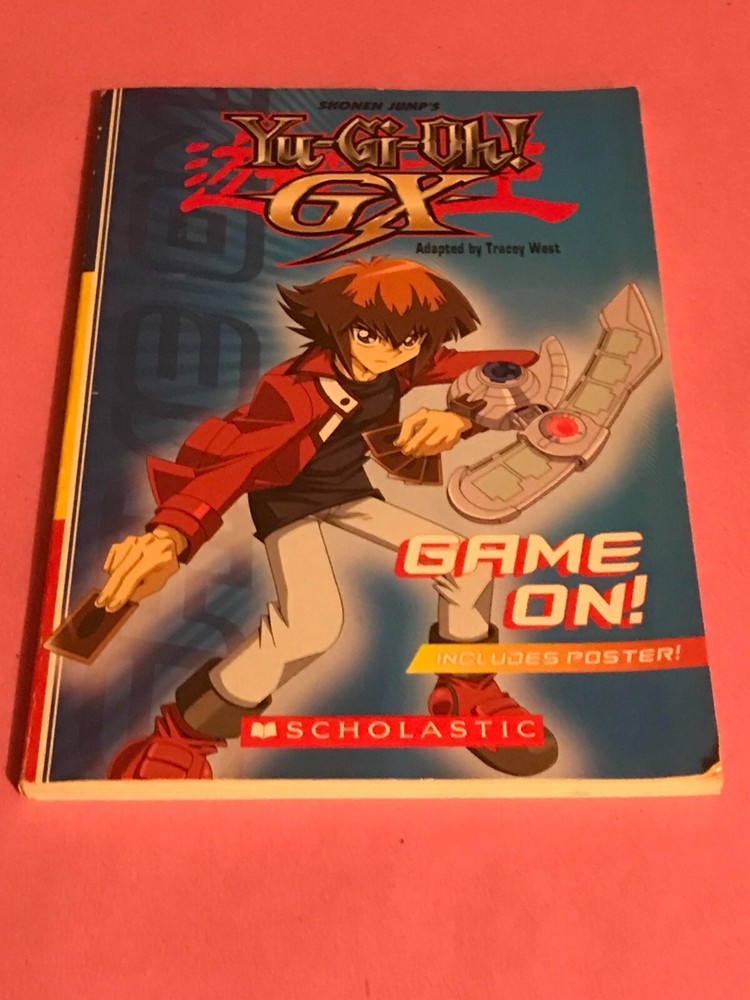 SHONEN JUMP'S
Yu-Gi-Oh!
GX
Adapted by Tracey West
GAME
ON!
INCLUDES POSTER!
SCHOLASTIC